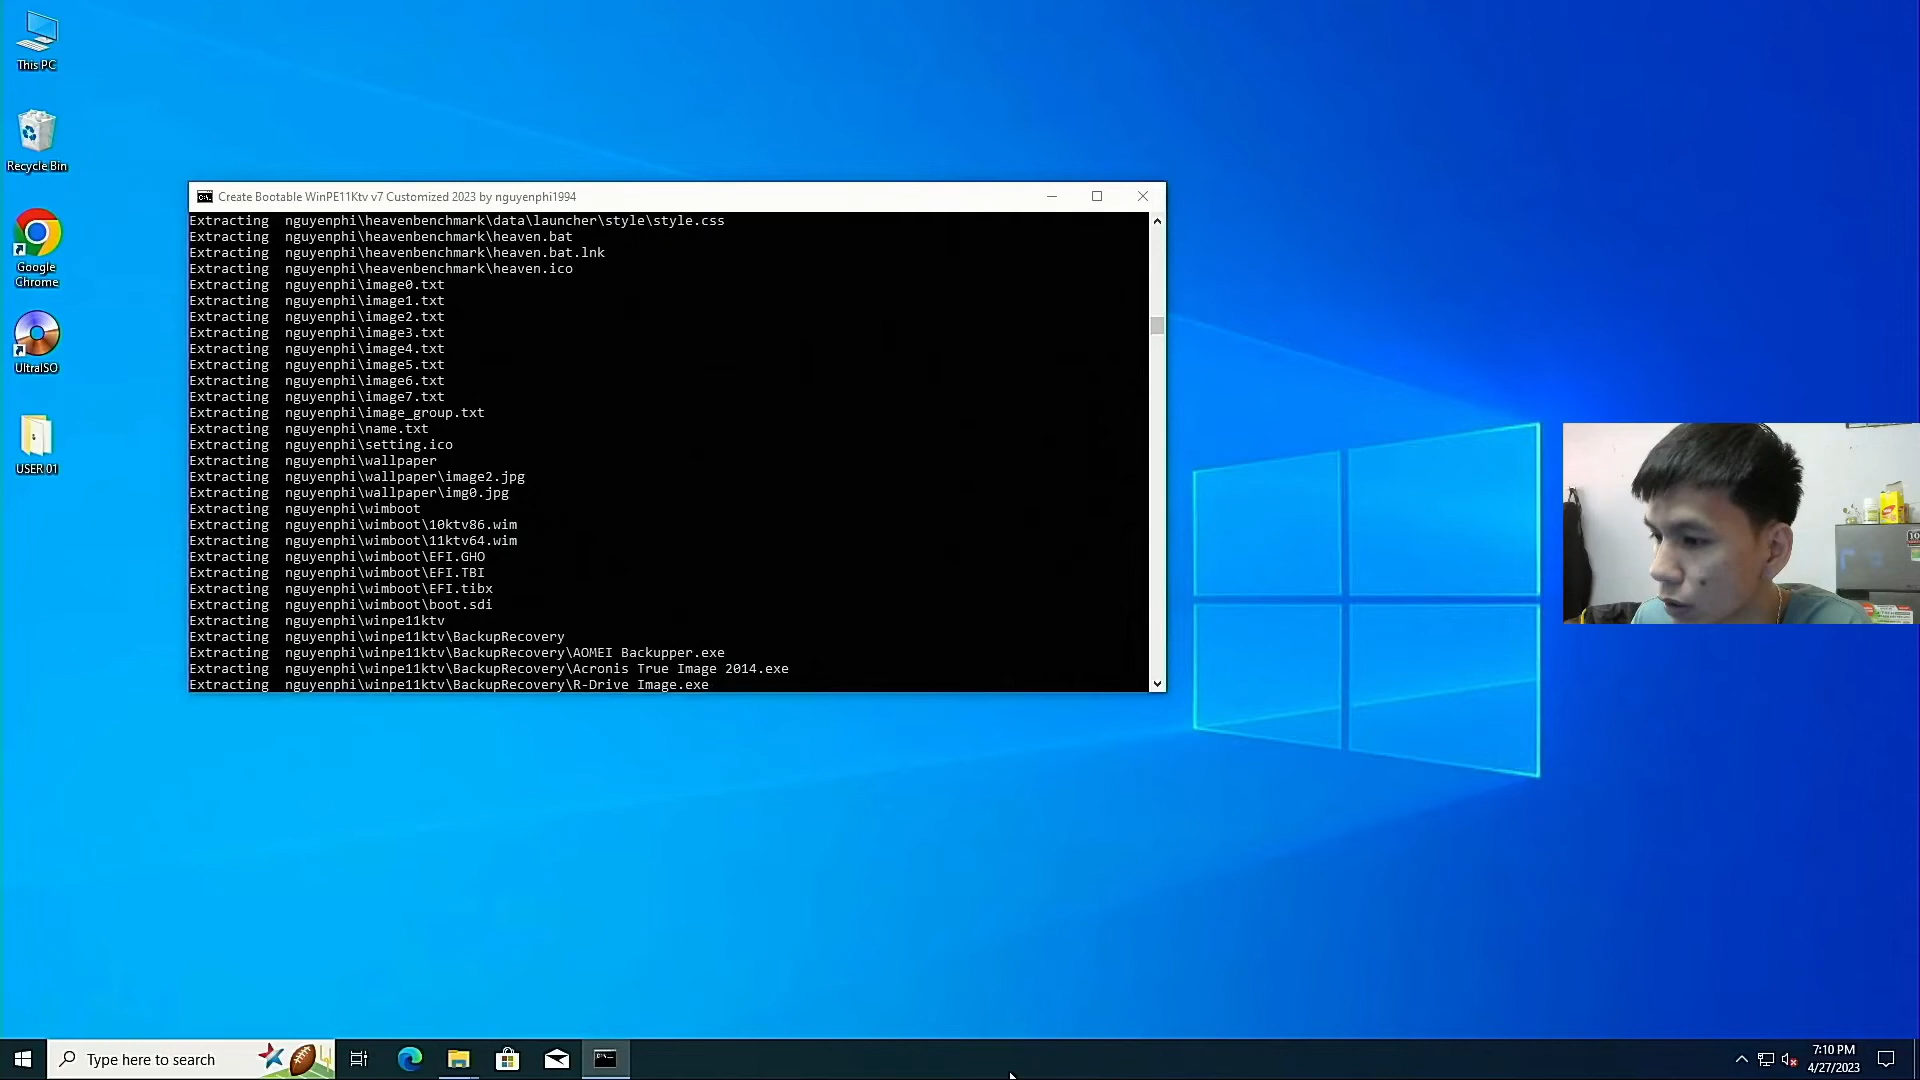 This PC
Recycle Bin
Google
Chrome
UltraISO
USER 01
Create Bootable WinPE11Ktv v7 Customized 2023 by nguyenphi1994
Extracting  nguyenphi\heavenbenchmark\data\launcher\style\style.css
Extracting  nguyenphi\heavenbenchmark\heaven.bat
Extracting  nguyenphi\heavenbenchmark\heaven.bat.lnk
Extracting  nguyenphi\heavenbenchmark\heaven.ico
Extracting  nguyenphi\image0.txt
Extracting  nguyenphi\image1.txt
Extracting  nguyenphi\image2.txt
Extracting  nguyenphi\image3.txt
Extracting  nguyenphi\image4.txt
Extracting  nguyenphi\image5.txt
Extracting  nguyenphi\image6.txt
Extracting  nguyenphi\image7.txt
Extracting  nguyenphi\image_group.txt
Extracting  nguyenphi\name.txt
Extracting  nguyenphi\setting.ico
Extracting  nguyenphi\wallpaper
Extracting  nguyenphi\wallpaper\image2.jpg
Extracting  nguyenphi\wallpaper\img0.jpg
Extracting  nguyenphi\wimboot
Extracting  nguyenphi\wimboot\10ktv86.wim
Extracting  nguyenphi\wimboot\11ktv64.wim
Extracting  nguyenphi\wimboot\EFI.GHO
Extracting  nguyenphi\wimboot\EFI.TBI
Extracting  nguyenphi\wimboot\EFI.tibx
Extracting  nguyenphi\wimboot\boot.sdi
Extracting  nguyenphi\winpe11ktv
Extracting  nguyenphi\winpe11ktv\BackupRecovery
Extracting  nguyenphi\winpe11ktv\BackupRecovery\AOMEI Backupper.exe
Extracting  nguyenphi\winpe11ktv\BackupRecovery\Acronis True Image 2014.exe
Extracting  nguyenphi\winpe11ktv\BackupRecovery\R-Drive Image.exe
Type here to search
7:10 PM
4/27/2023